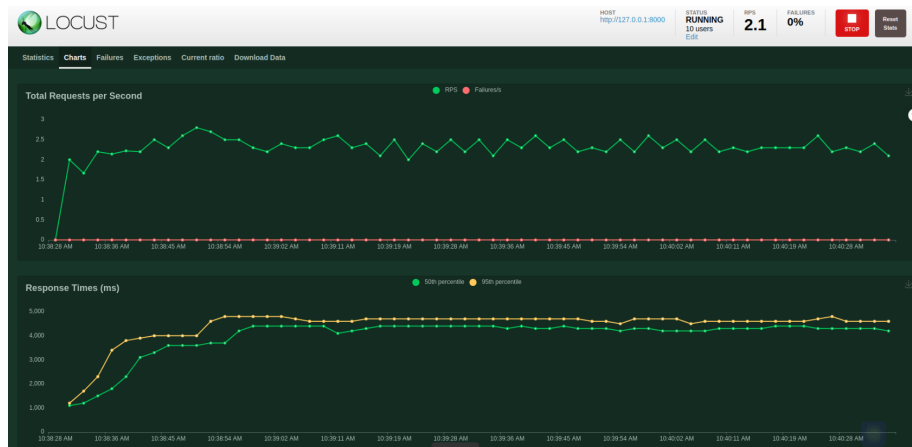 LOCUST
HOST
http://127.0.0.1:8000
STATUS
RUNNING
10 users
Edit
RPS
2.1
FAILURES
0%
STOP
Reset
Stats
Statistics Charts Failures Exceptions Current ratio Download Data
Total Requests per Second
RPS Failures/s
3
2.5
2
1.5
1
0.5
0
10:38:28 AM 10:38:36 AM 10:38:45 AM 10:38:54 AM 10:39:02 AM 10:39:11 AM 10:39:19 AM 10:39:28 AM 10:39:36 AM 10:39:45 AM 10:39:54 AM 10:40:02 AM 10:40:11 AM 10:40:19 AM 10:40:28 AM
Response Times (ms)
50th percentile 95th percentile
5,000
4,000
3,000
2,000
1,000
0
10:38:28 AM 10:38:36 AM 10:38:45 AM 10:38:54 AM 10:39:02 AM 10:39:11 AM 10:39:19 AM 10:39:28 AM 10:39:36 AM 10:39:45 AM 10:39:54 AM 10:40:02 AM 10:40:11 AM 10:40:19 AM 10:40:28 AM